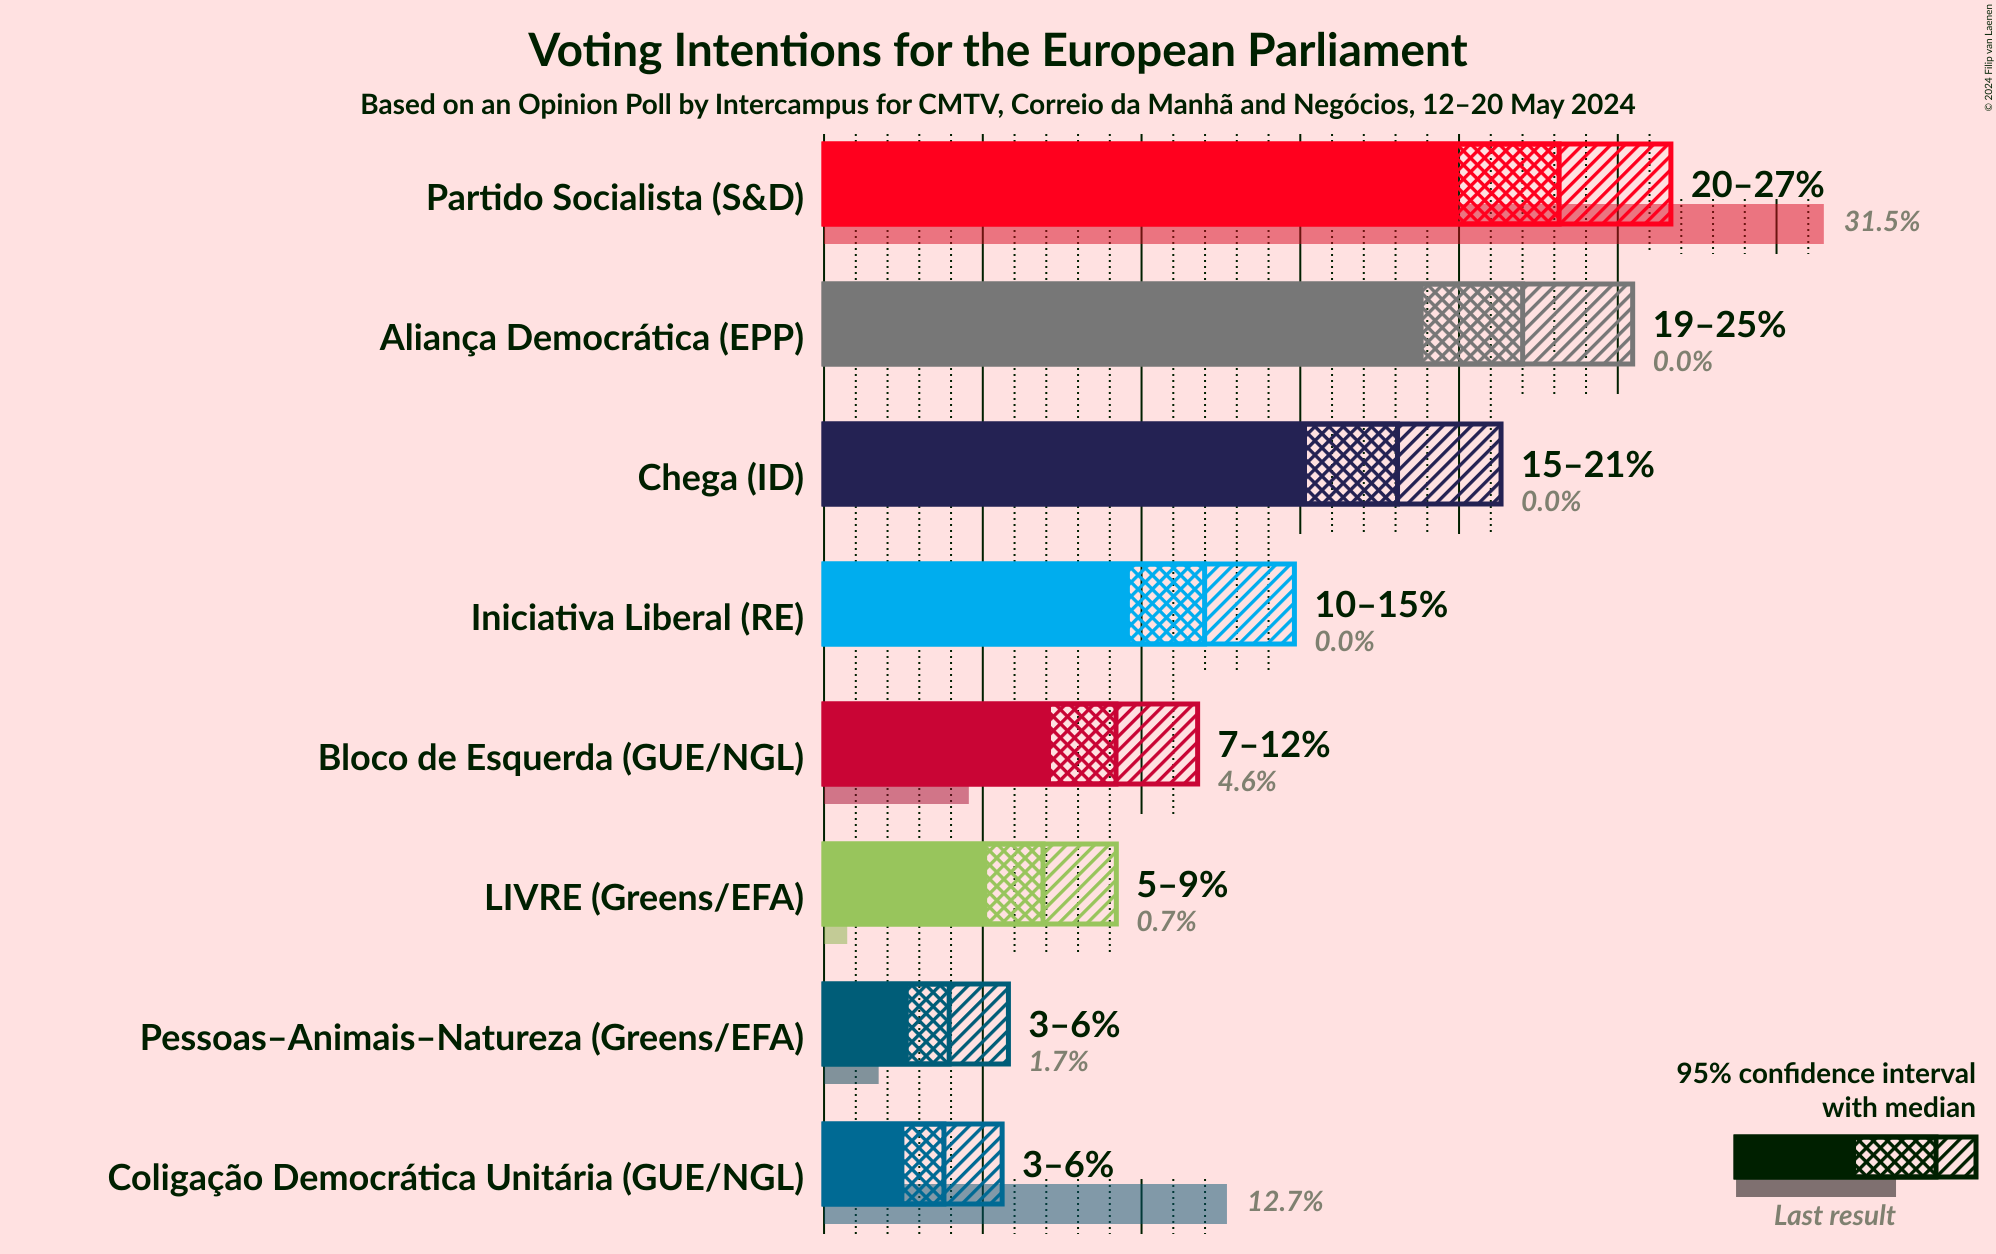 Voting Intentions for the European Parliament
Based on an Opinion Poll by Intercampus for CMTV, Correio da Manhã and Negócios, 12–20 May 2024
© 2024 Filip van Laenen
Partido Socialista (S&D)
20–27%
31.5%
Aliança Democrática (EPP)
19–25%
0.0%
Chega (ID)
15–21%
0.0%
Iniciativa Liberal (RE)
10–15%
0.0%
Bloco de Esquerda (GUE/NGL)
7–12%
4.6%
LIVRE (Greens/EFA)
5–9%
0.7%
Pessoas–Animais–Natureza (Greens/EFA)
3–6%
1.7%
Coligação Democrática Unitária (GUE/NGL)
3–6%
12.7%
95% confidence interval
with median
Last result